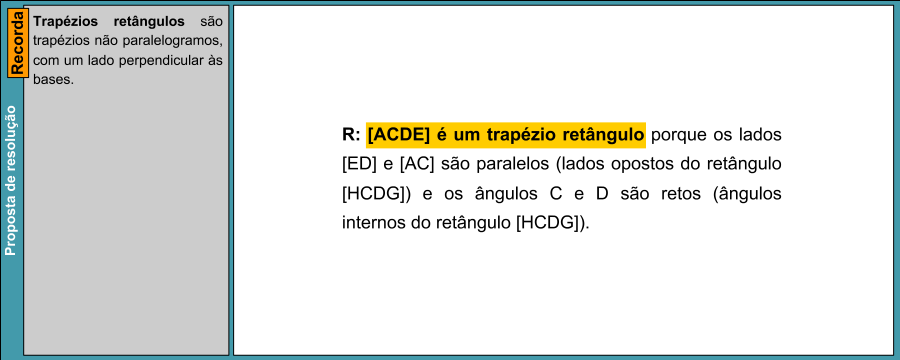 Proposta de resolução
Recorda
Trapézios retângulos são
trapézios não paralelogramos,
com um lado perpendicular às
bases.
R: [ACDE] é um trapézio retângulo porque os lados
[ED] e [AC] são paralelos (lados opostos do retângulo
[HCDG]) e os ângulos C e D são retos (ângulos
internos do retângulo [HCDG]).